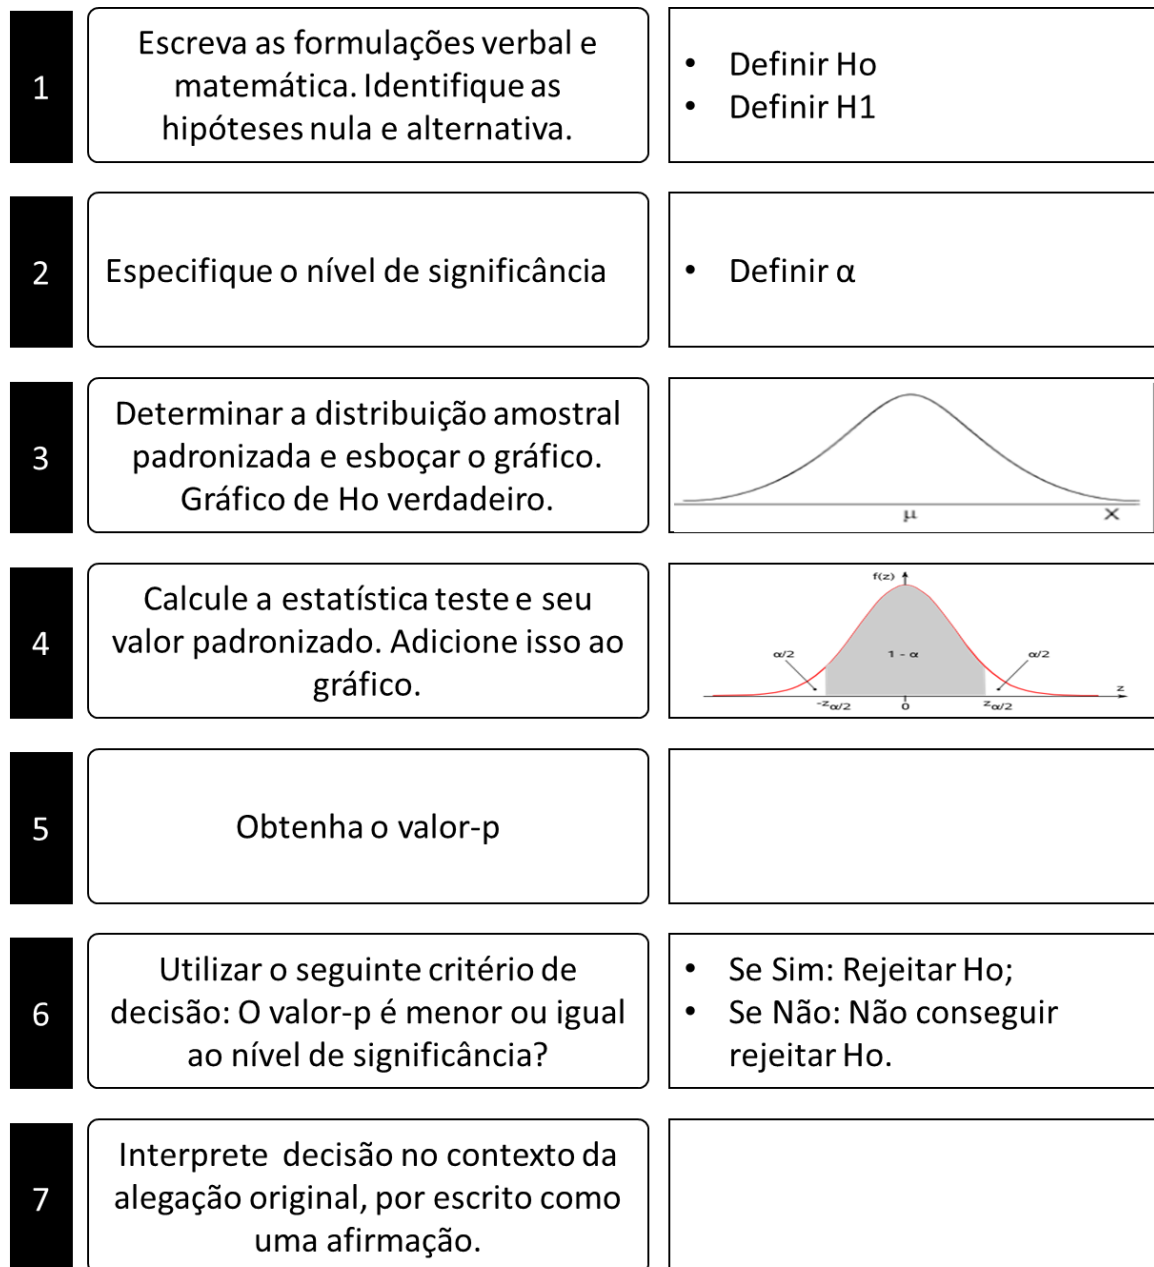 1
Escreva as formulações verbal e
matemática. Identifique as
hipóteses nula e alternativa.
• Definir Ho
• Definir H1
2
Especifique o nível de significância
• Definir α
3
Determinar a distribuição amostral
padronizada e esboçar o gráfico.
Gráfico de Ho verdadeiro.
μ
X
4
Calcule a estatística teste e seu
valor padronizado. Adicione isso ao
gráfico.
f(z)
α/2
1 - α
α/2
z
-zα/2
0
zα/2
5
Obtenha o valor-p
6
Utilizar o seguinte critério de
decisão: O valor-p é menor ou igual
ao nível de significância?
• Se Sim: Rejeitar Ho;
• Se Não: Não conseguir
rejeitar Ho.
7
Interprete decisão no contexto da
alegação original, por escrito como
uma afirmação.